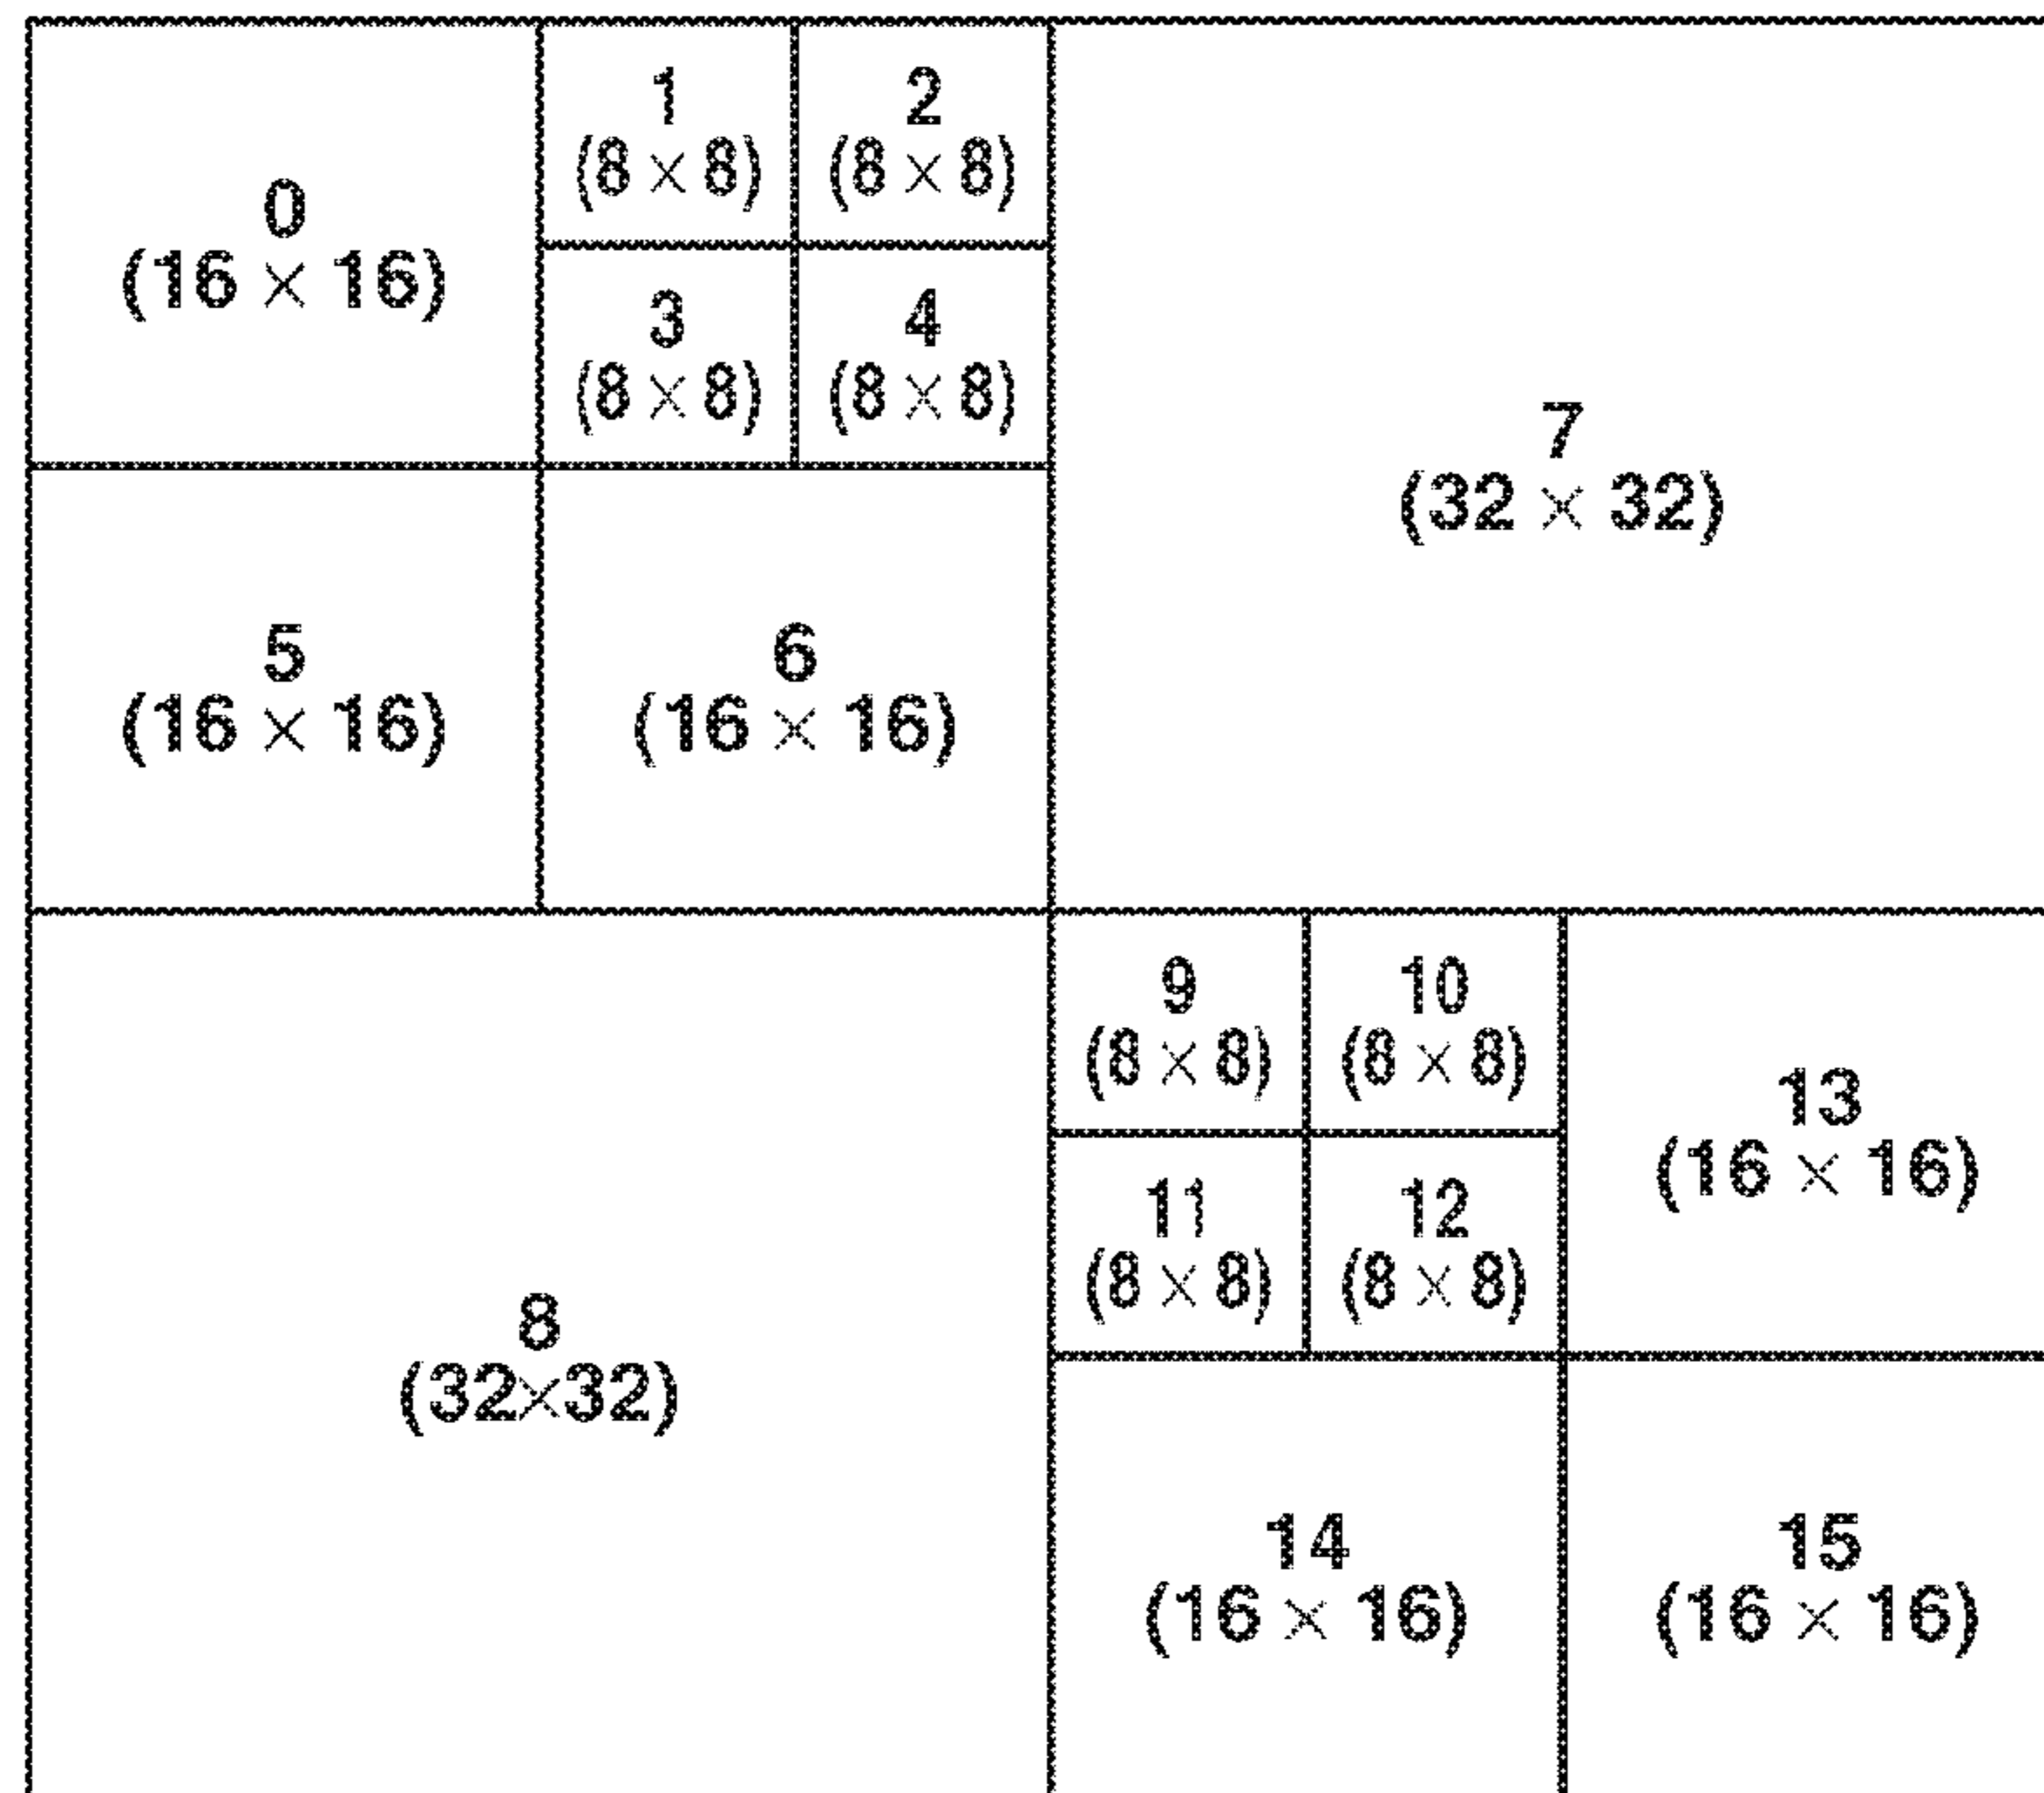 0
(16 × 16)
1
(8 × 8)
2
(8 × 8)
3
(8 × 8)
4
(8 × 8)
5
(16 × 16)
6
(16 × 16)
7
(32 × 32)
8
(32×32)
9
(8 × 8)
10
(8 × 8)
11
(8 × 8)
12
(8 × 8)
13
(16 × 16)
14
(16 × 16)
15
(16 × 16)